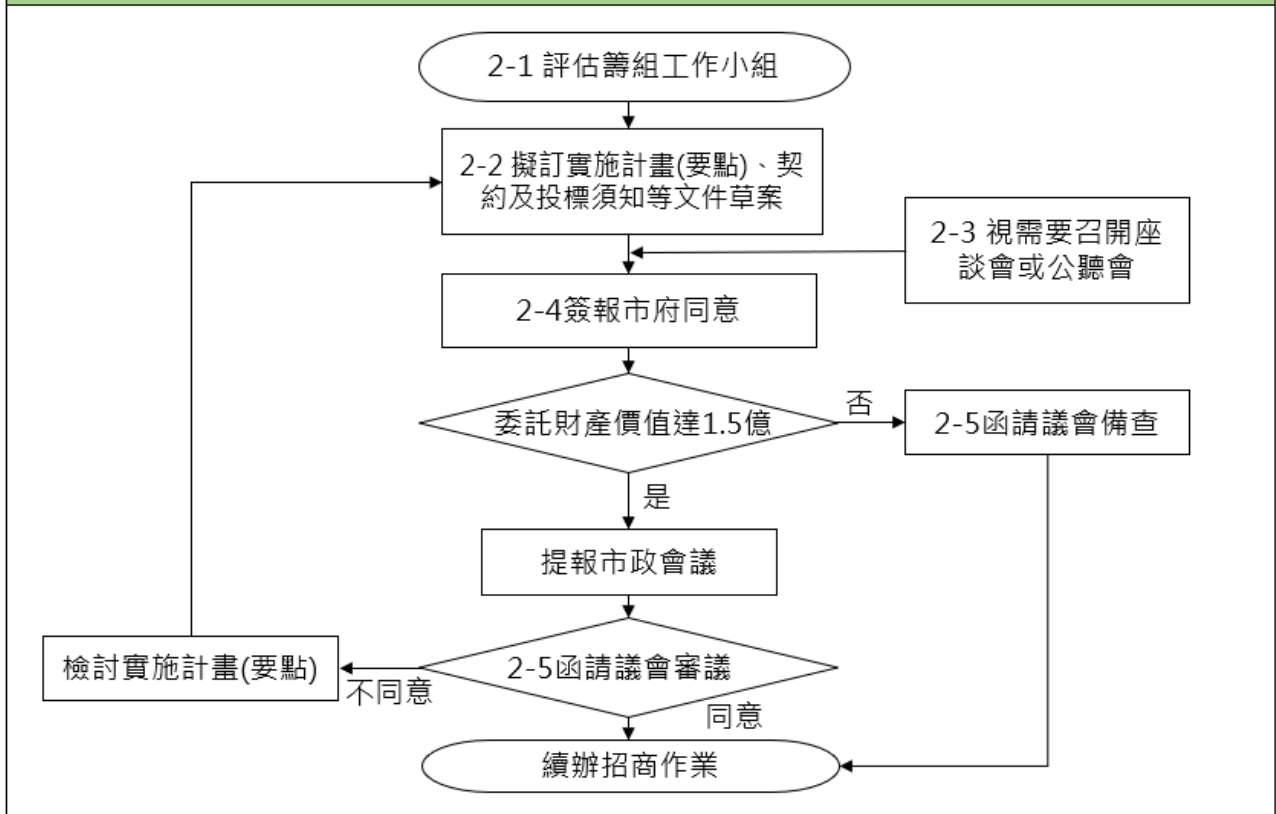 2-1 評估籌組工作小組
2-2 擬訂實施計畫(要點)、契
約及投標須知等文件草案
2-3 視需要召開座
談會或公聽會
2-4簽報市府同意
委託財產價值達1.5億
否
2-5函請議會備查
是
提報市政會議
2-5函請議會審議
不同意
檢討實施計畫(要點)
同意
續辦招商作業